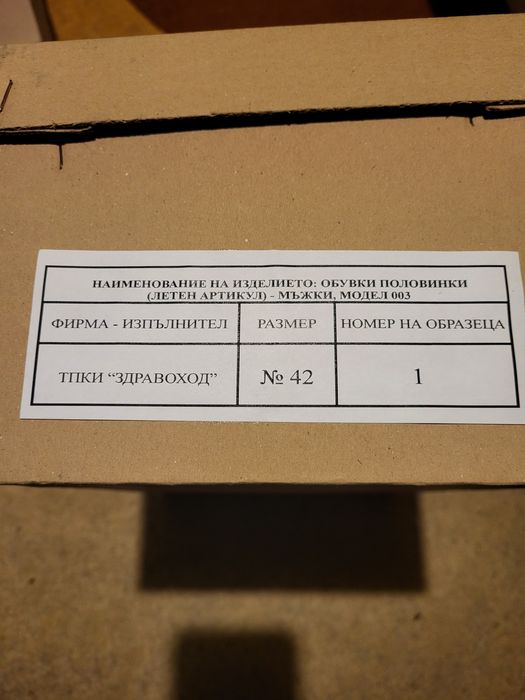 НАИМЕНОВАНИЕ НА ИЗДЕЛИЕТО: ОБУВКИ ПОЛОВИНКИ
(ЛЕТЕН АРТИКУЛ) - МЪЖКИ, МОДЕЛ 003
ФИРМА - ИЗПЪЛНИТЕЛ РАЗМЕР НОМЕР НА ОБРАЗЕЦА
ТПКИ “ЗДРАВОХОД” № 42 1